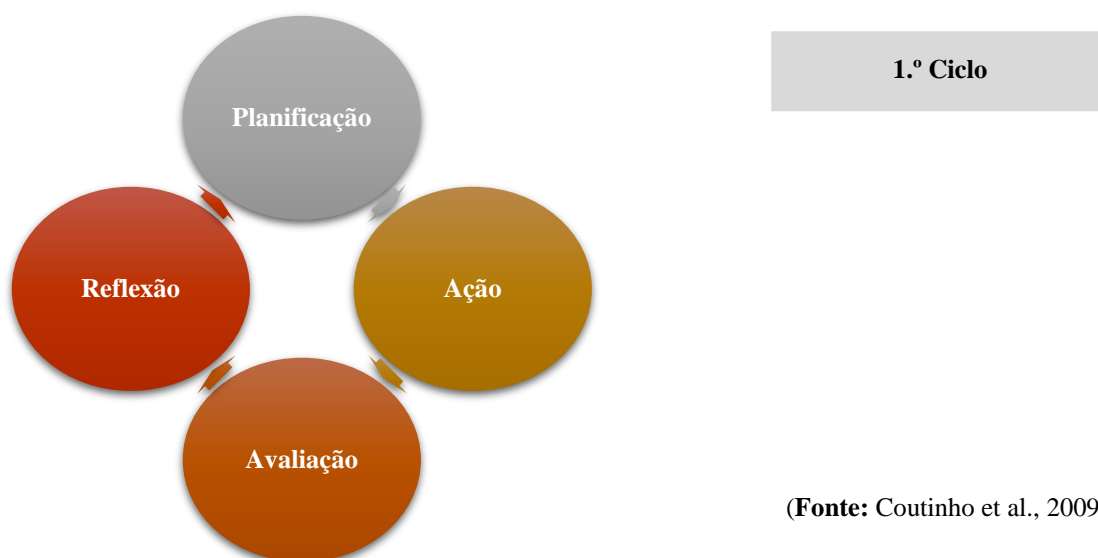 Planificação
1.º Ciclo
Reflexão
Ação
Avaliação
(Fonte: Coutinho et al., 2009